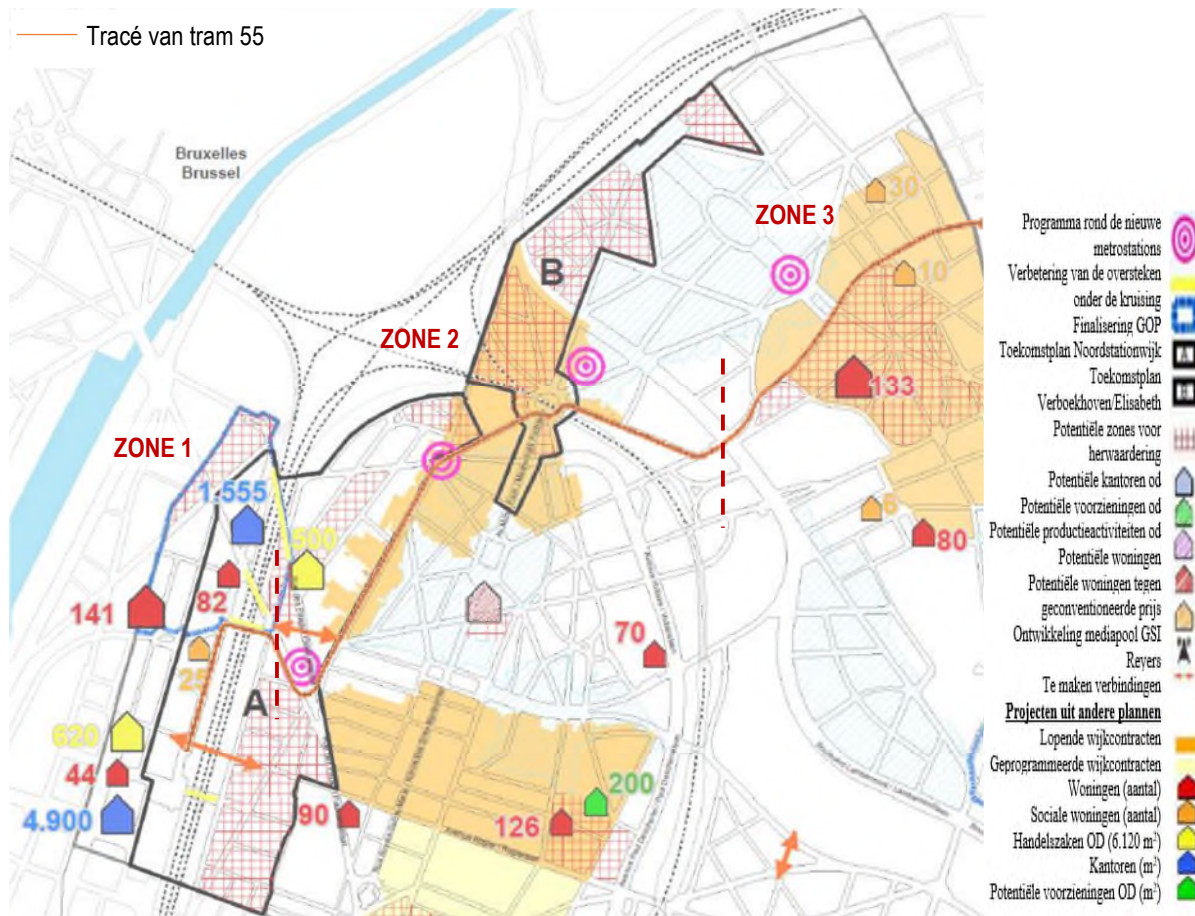 Tracé van tram 55
Bruxelles
Brussel
ZONE 3
30
B
10
ZONE 2
133
ZONE 1
1.555
500
6
80
82
141
70
25
A
620
44
200
90
126
4.900
Programma rond de nieuwe
metrostations
Verbetering van de oversteken
onder de kruising
Finalisering GOP
Toekomstplan Noordstationwijk
A
Toekomstplan
Verboekhoven/Elisabeth
B
Potentiële zones voor
herwaardering
Potentiële kantoren od
Potentiële voorzieningen od
Potentiële productieactiviteiten od
Potentiële woningen
Potentiële woningen tegen
geconventioneerde prijs
Ontwikkeling mediapool GSI
Reyers
Te maken verbindingen
Projecten uit andere plannen
Lopende wijkcontracten
Geprogrammeerde wijkcontracten
Woningen (aantal)
Sociale woningen (aantal)
Handelszaken OD (6.120 m²)
Kantoren (m²)
Potentiële voorzieningen OD (m²)